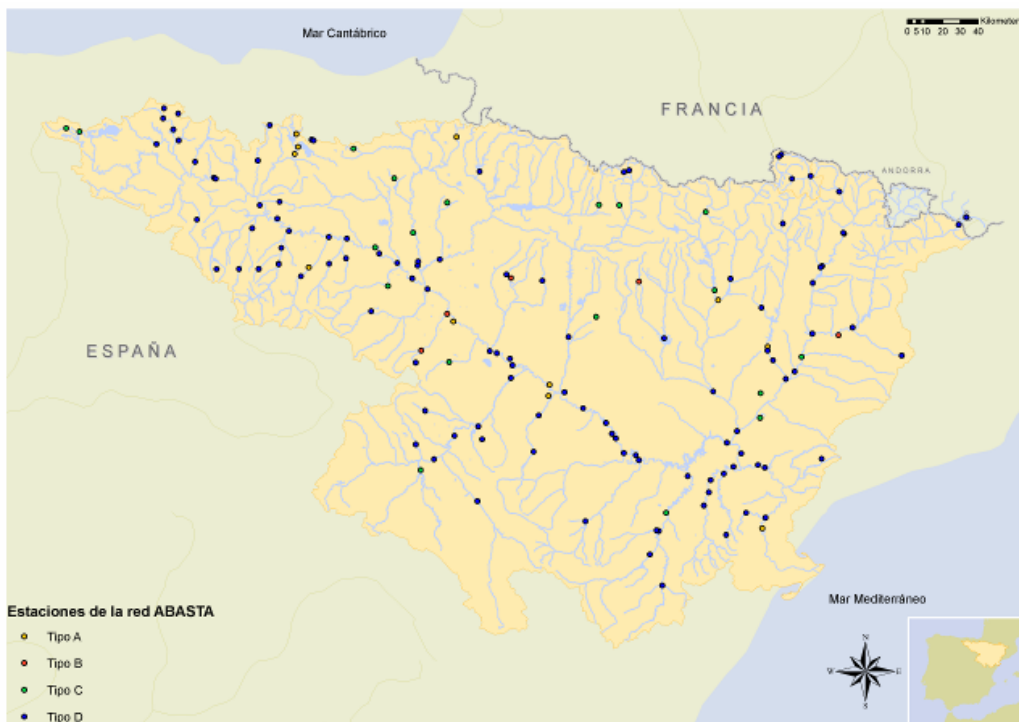 Mar Cantábrico
Kilometers
0 5 10 20 30 40
FRANCIA
ANDORRA
ESPAÑA
Mar Mediterráneo
Estaciones de la red ABASTA
Tipo A
Tipo B
Tipo C
Tipo D
N
W
E
S